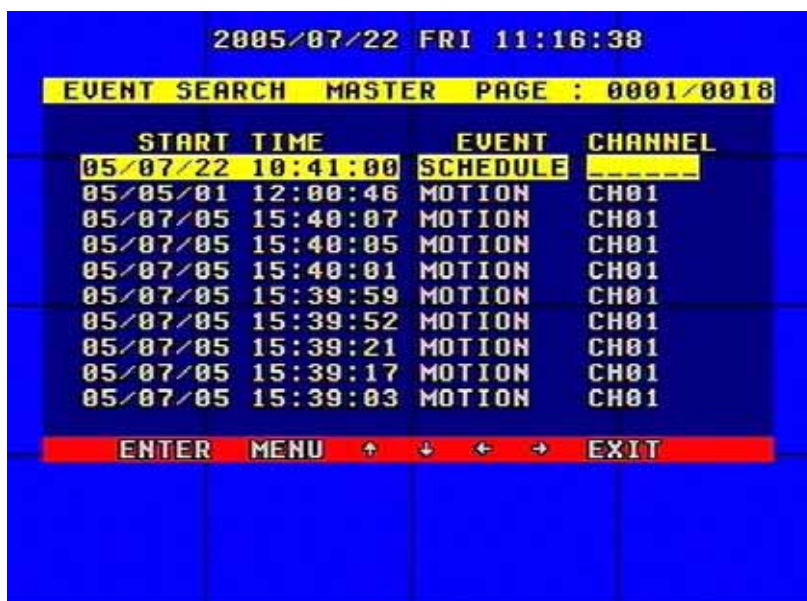 2005/07/22 FRI 11:16:38
EVENT SEARCH MASTER PAGE : 0001/0018
START TIME EVENT CHANNEL
05/07/22 10:41:00 SCHEDULE ______
05/05/01 12:00:46 MOTION CH01
05/07/05 15:40:07 MOTION CH01
05/07/05 15:40:05 MOTION CH01
05/07/05 15:40:01 MOTION CH01
05/07/05 15:39:59 MOTION CH01
05/07/05 15:39:52 MOTION CH01
05/07/05 15:39:21 MOTION CH01
05/07/05 15:39:17 MOTION CH01
05/07/05 15:39:03 MOTION CH01
ENTER MENU ↑ ↓ ← → EXIT